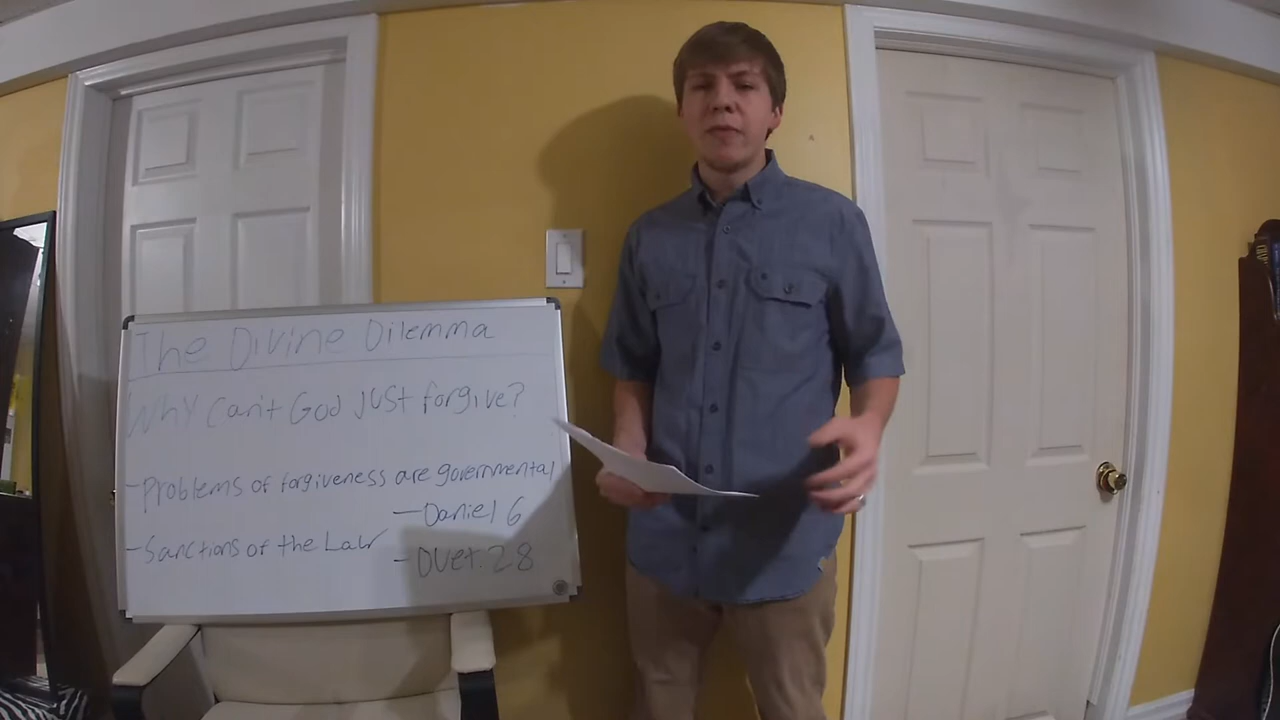 The Divine Dilemma
Why Can't God Just forgive?
-Problems of forgiveness are governmental
-Daniel 6
-Sanctions of the Law
-Duet. 28